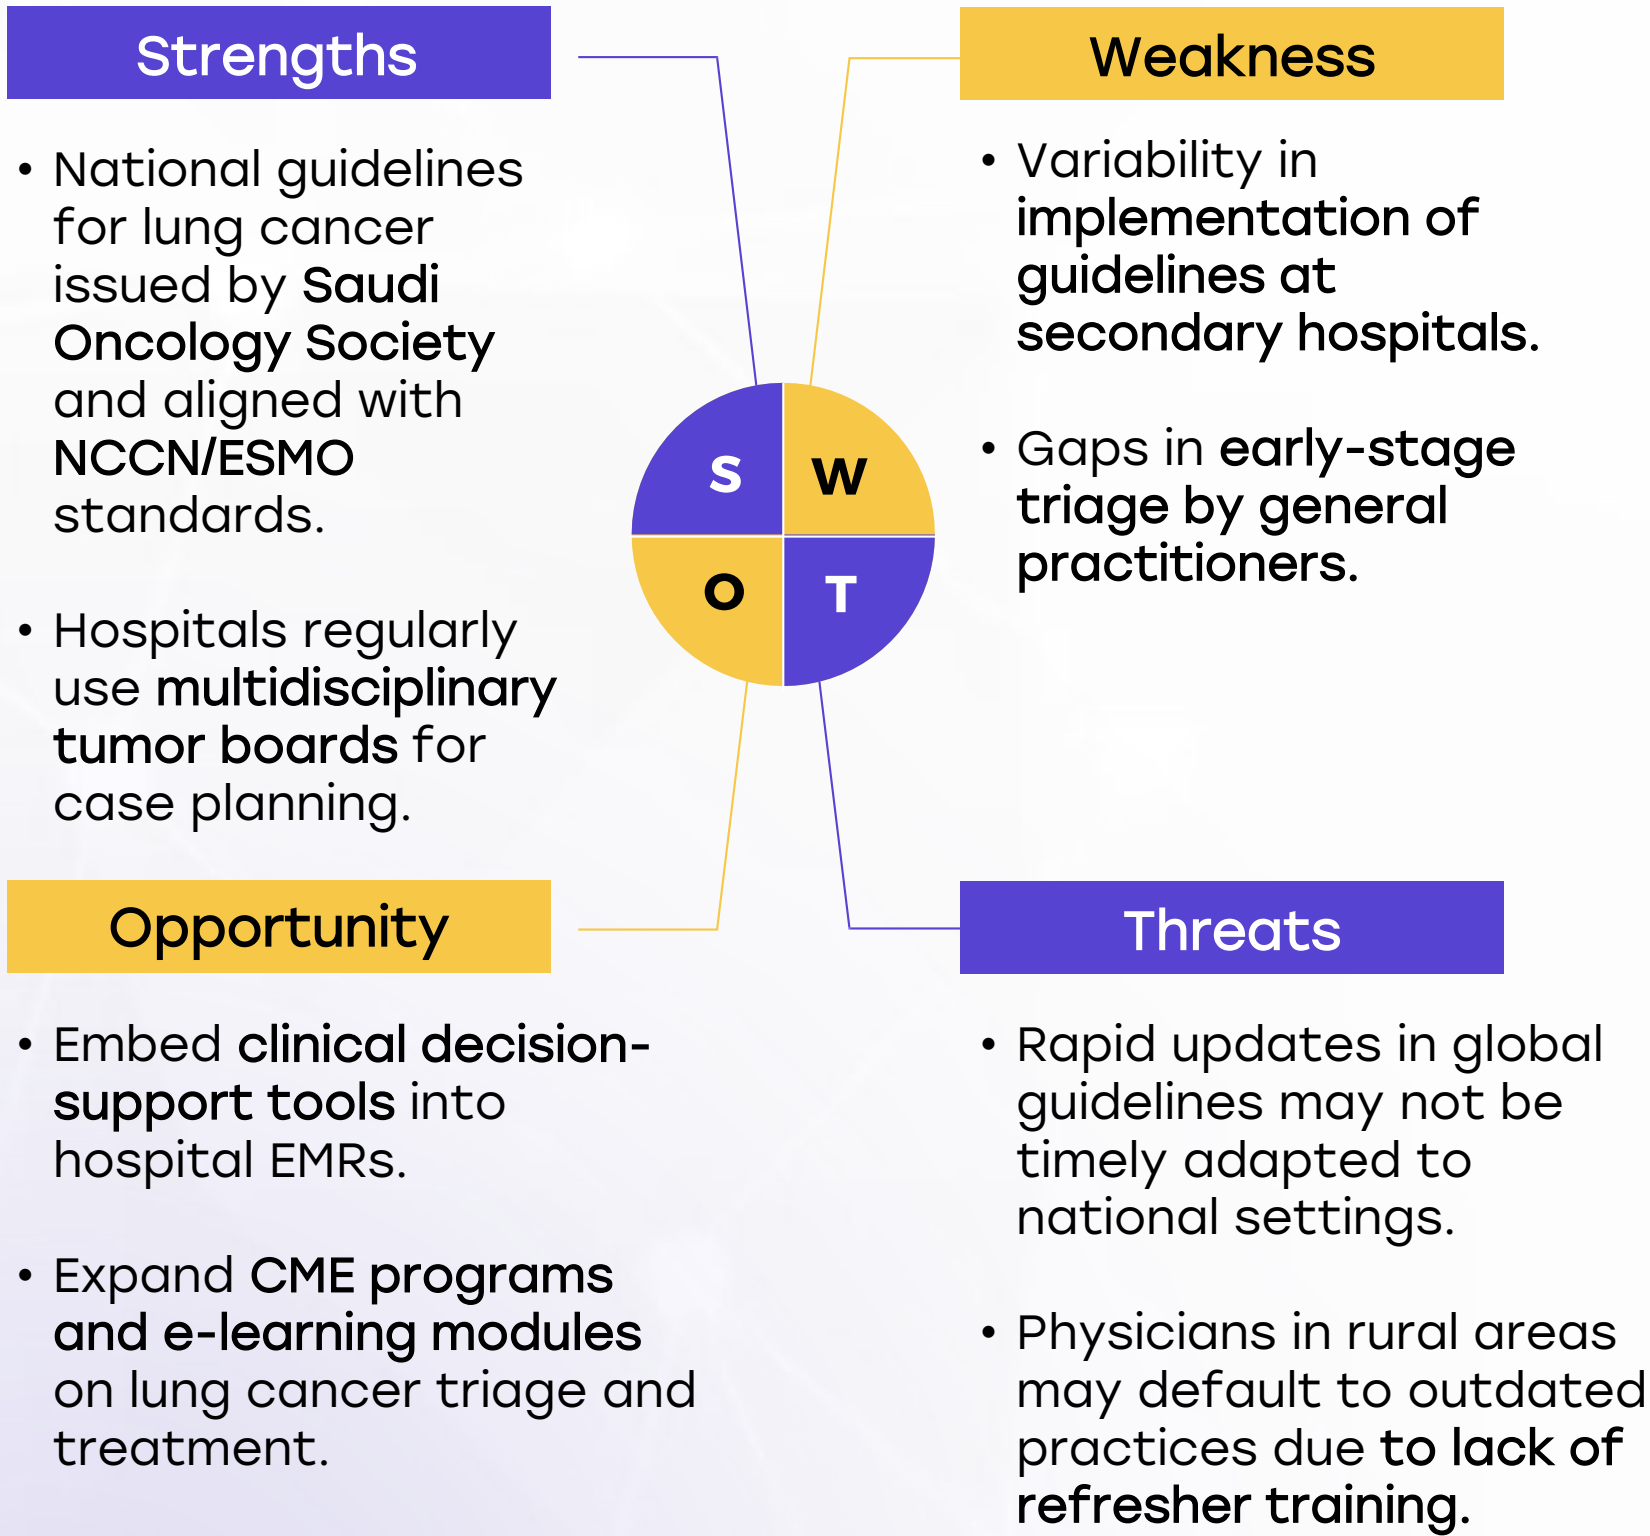 Strengths
• National guidelines
for lung cancer
issued by Saudi
Oncology Society
and aligned with
NCCN/ESMO
standards.
• Hospitals regularly
use multidisciplinary
tumor boards for
case planning.
Weakness
• Variability in
implementation of
guidelines at
secondary hospitals.
• Gaps in early-stage
triage by general
practitioners.
S
W
O
T
Opportunity
• Embed clinical decision-
support tools into
hospital EMRs.
• Expand CME programs
and e-learning modules
on lung cancer triage and
treatment.
Threats
• Rapid updates in global
guidelines may not be
timely adapted to
national settings.
• Physicians in rural areas
may default to outdated
practices due to lack of
refresher training.